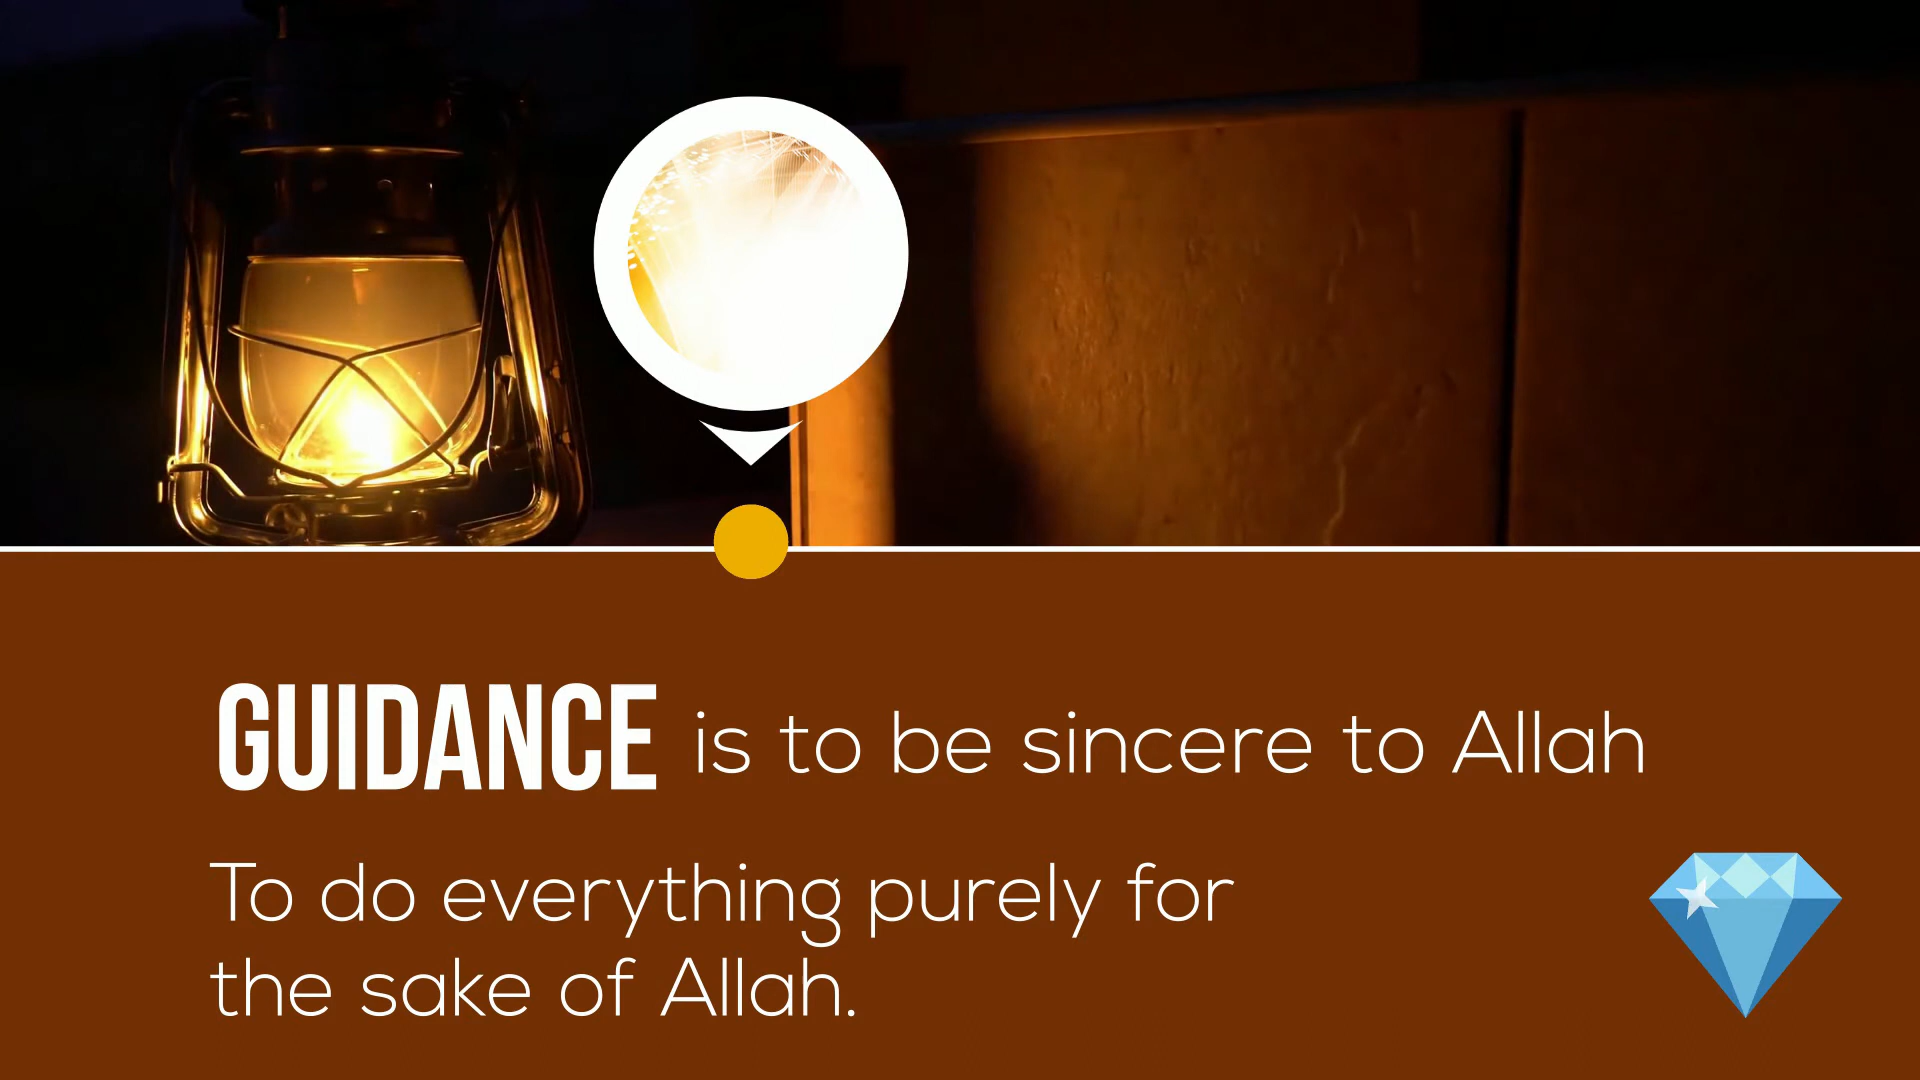 GUIDANCE is to be sincere to Allah
To do everything purely for
the sake of Allah.